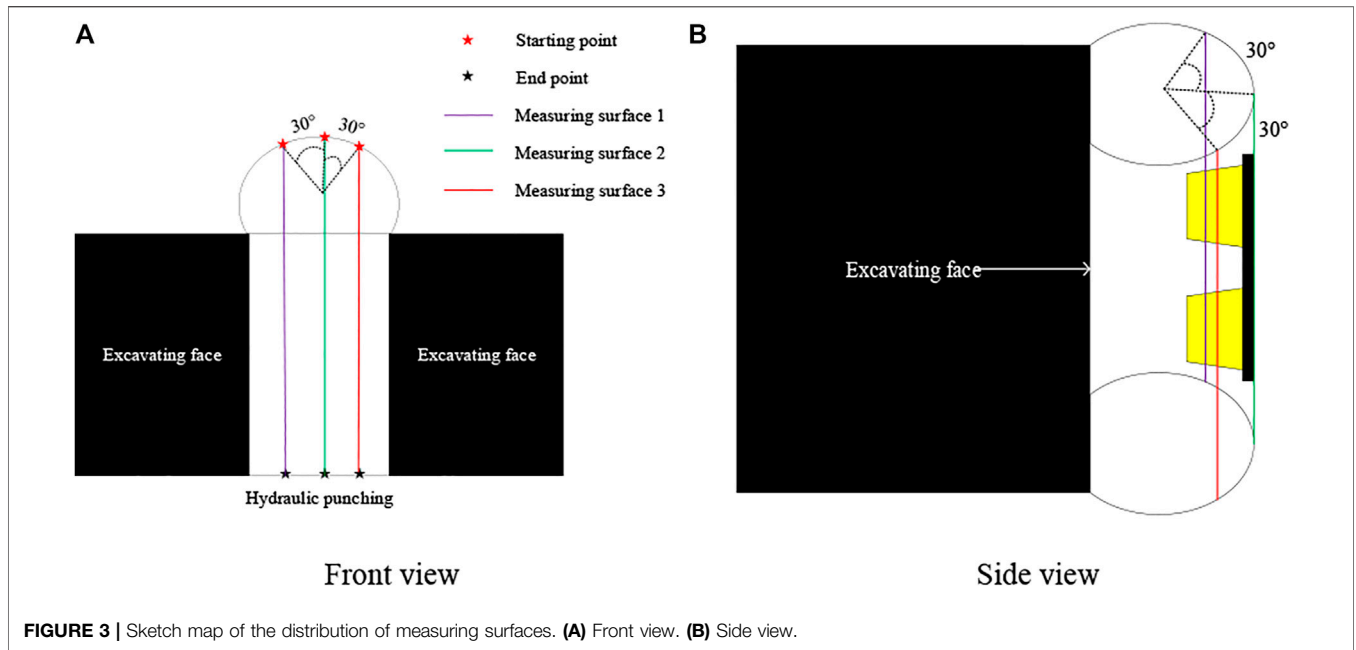 A
Starting point
End point
Measuring surface 1
Measuring surface 2
Measuring surface 3
30°
30°
Excavating face
Excavating face
Hydraulic punching
Front view
B
30°
30°
Excavating face
Side view
FIGURE 3 | Sketch map of the distribution of measuring surfaces. (A) Front view. (B) Side view.